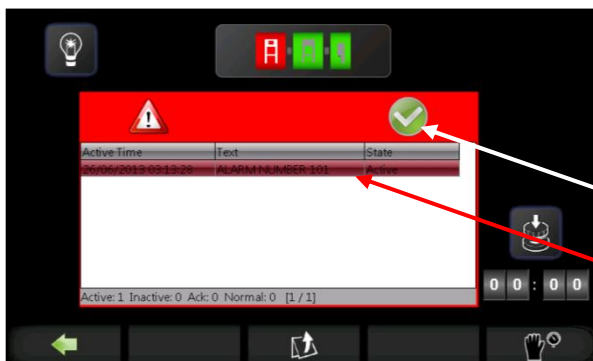 Active Time Text State
26/06/2013 03:13:28 ALARM NUMBER 101 Active
0 0 : 0 0
Active: 1 Inactive: 0 Ack: 0 Normal: 0 [1 / 1]